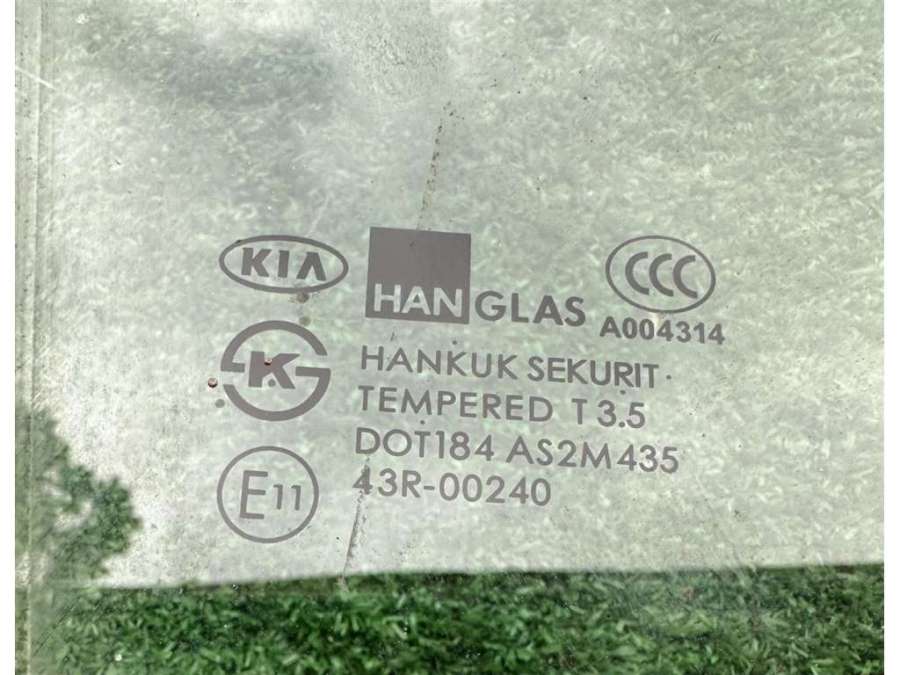 KIA HANGLAS CCC
A004314
K HANKUK SEKURIT
TEMPERED T 3.5
DOT184 AS2M435
E11 43R-00240